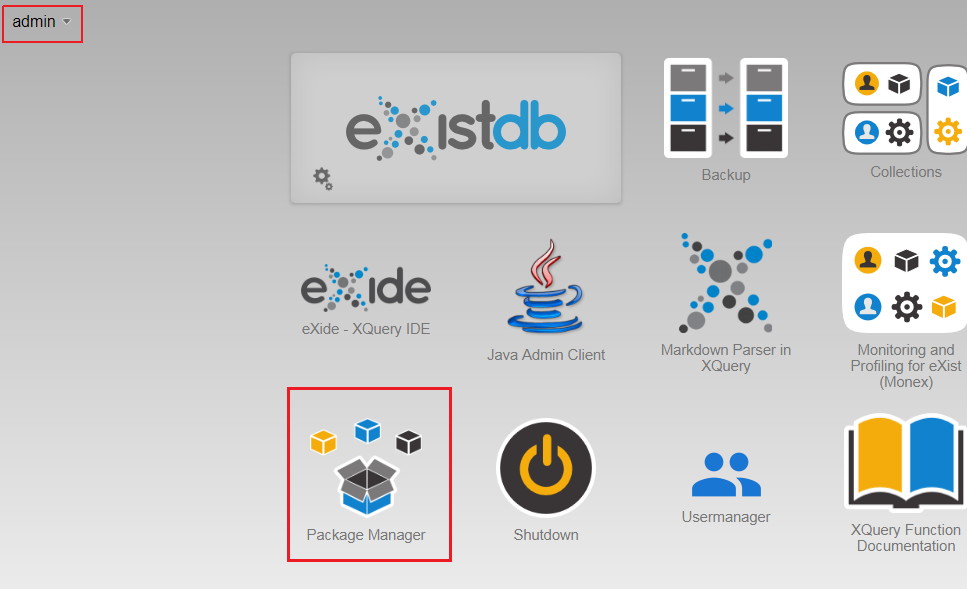 admin
existdb
Backup
Collections
eXide
eXide - XQuery IDE
Java Admin Client
Markdown Parser in
XQuery
Monitoring and
Profiling for eXist
(Monex)
Package Manager
Shutdown
Usermanager
XQuery Function
Documentation